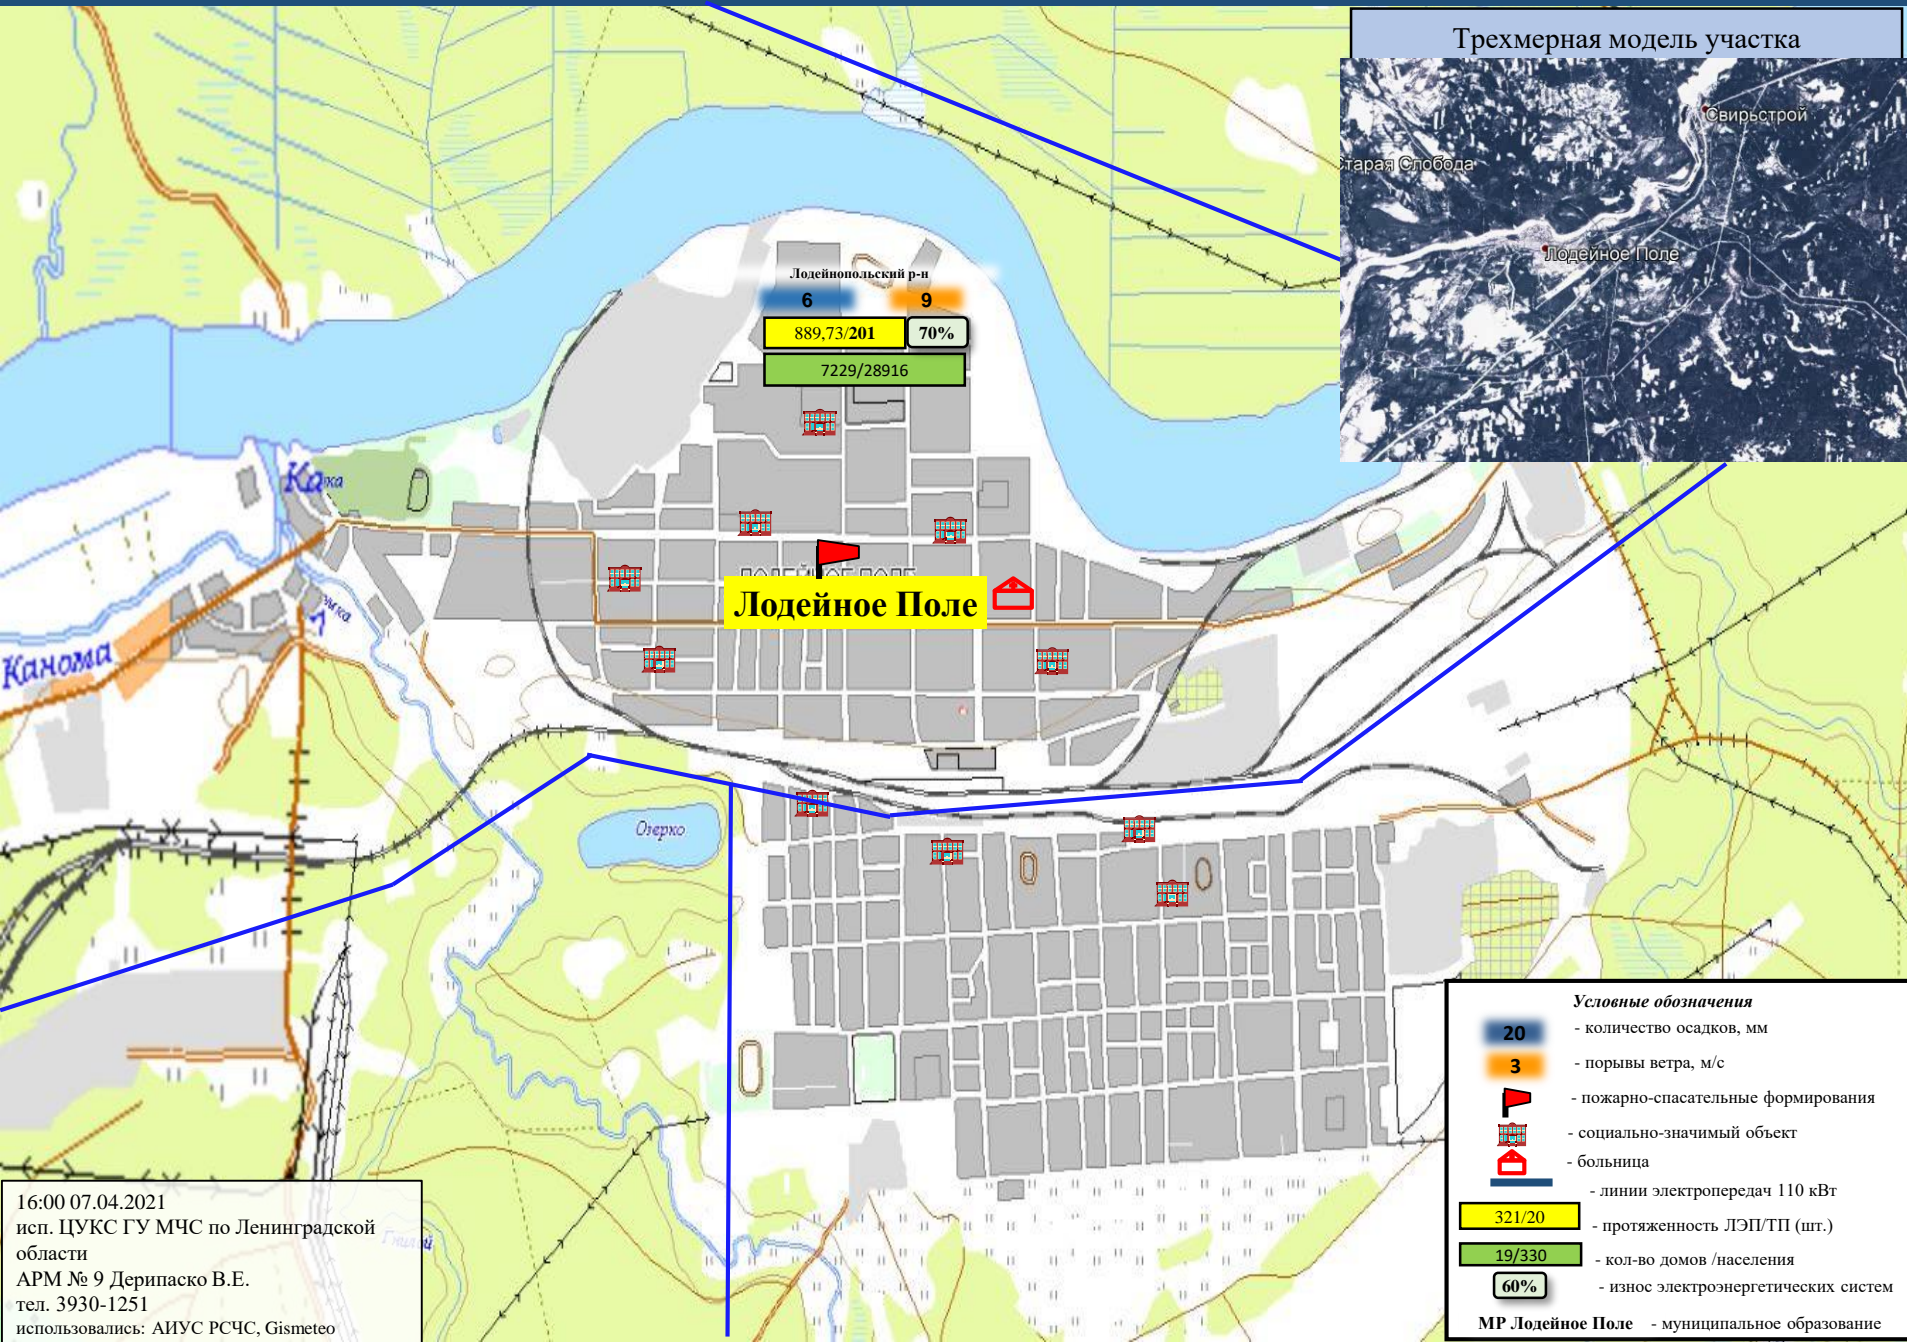 Трехмерная модель участка
Свирьстрой
Старая Слобода
Лодейное Поле
Лодейнопольский р-н
6
9
889,73/201
70%
7229/28916
Лодейное Поле
Канома
Озерко
Условные обозначения
20 - количество осадков, мм
3 - порывы ветра, м/с
- пожарно-спасательные формирования
- социально-значимый объект
- больница
- линии электропередач 110 кВт
321/20 - протяженность ЛЭП/ТП (шт.)
19/330 - кол-во домов /населения
60% - износ электроэнергетических систем
МР Лодейное Поле - муниципальное образование
16:00 07.04.2021
исп. ЦУКС ГУ МЧС по Ленинградской
области
АРМ № 9 Дерипаско В.Е.
тел. 3930-1251
использовались: АИУС РСЧС, Gismeteo